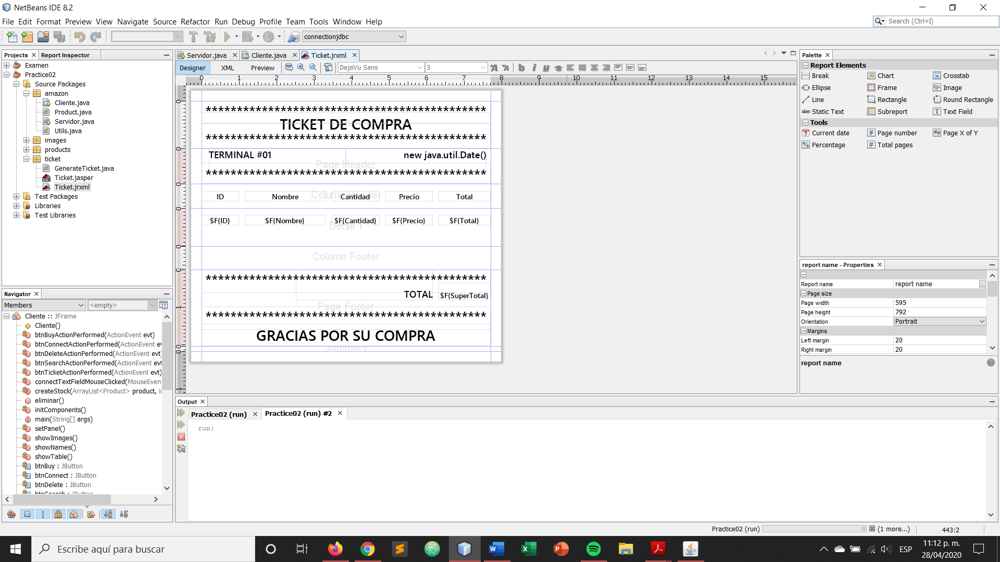 NetBeans IDE 8.2
File Edit Format Preview View Navigate Source Refactor Run Debug Profile Team Tools Window Help
Search (Ctrl+I)
connectionjdbc
Projects Report Inspector
Examen
Practice02
Source Packages
amazon
Cliente.java
Product.java
Servidor.java
Utils.java
images
products
ticket
GenerateTicket.java
Ticket.jasper
Ticket.jrxml
Test Packages
Libraries
Test Libraries
Servidor.java Cliente.java Ticket.jrxml
Designer XML Preview DejaVu Sans 3
0 1 2 3 4 5 6 7 8 9 10 11 12 13 14 15
*********************************************
TICKET DE COMPRA
*********************************************
TERMINAL #01 new java.util.Date()
Page Header
*********************************************
Column Header
ID Nombre Cantidad Precio Total
$F{ID} $F{Nombre} $F{Cantidad} $F{Precio} $F{Total}
Detail 1
Column Footer
*********************************************
TOTAL $F{SuperTotal}
Page Footer
*********************************************
GRACIAS POR SU COMPRA
Summary
Palette
Report Elements
Break Chart Crosstab
Ellipse Frame Image
Line Rectangle Round Rectangle
Static Text Subreport Text Field
Tools
Current date Page number Page X of Y
Percentage Total pages
report name - Properties
Report name report name ...
Page size
Page width 595
Page height 792
Orientation Portrait
Margins
Left margin 20
Right margin 20
report name
Navigator
Members <empty>
Cliente :: JFrame
Cliente()
btnBuyActionPerformed(ActionEvent evt)
btnConnectActionPerformed(ActionEvent ev
btnDeleteActionPerformed(ActionEvent evt
btnSearchActionPerformed(ActionEvent evt
btnTicketActionPerformed(ActionEvent evt)
connectTextFieldMouseClicked(MouseEven
createStock(ArrayList<Product> product, in
eliminar()
initComponents()
main(String[] args)
setPanel()
showImages()
showNames()
showTable()
btnBuy : JButton
btnConnect : JButton
btnDelete : JButton
btnSearch : JButton
Output
Practice02 (run) Practice02 (run) #2
run:
Practice02 (run) (1 more...) 443:2
Escribe aquí para buscar
ESP
11:12 p. m.
28/04/2020